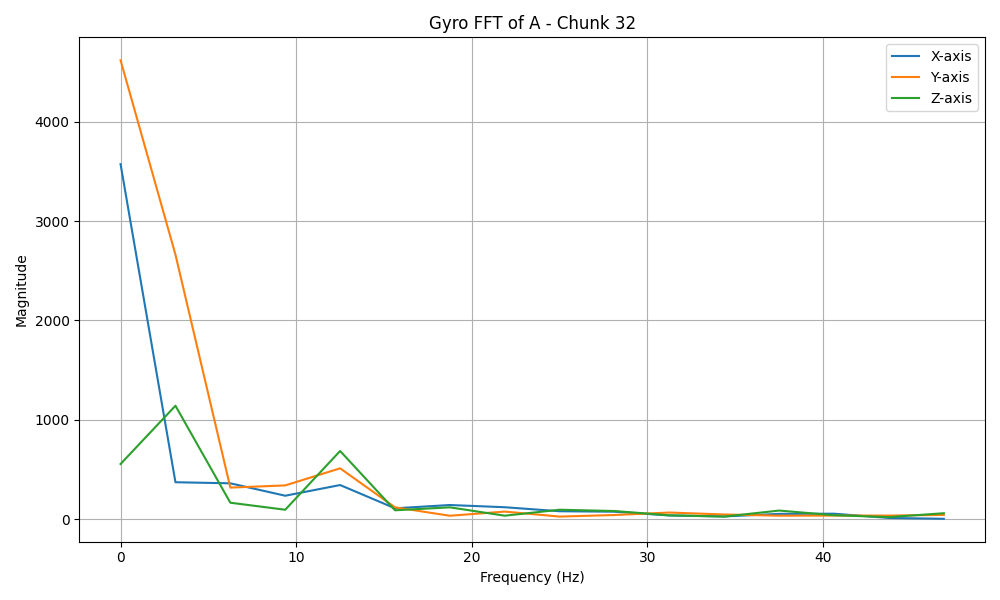 Gyro FFT of A - Chunk 32
X-axis
Y-axis
Z-axis
Magnitude
4000
3000
2000
1000
0
0 10 20 30 40
Frequency (Hz)